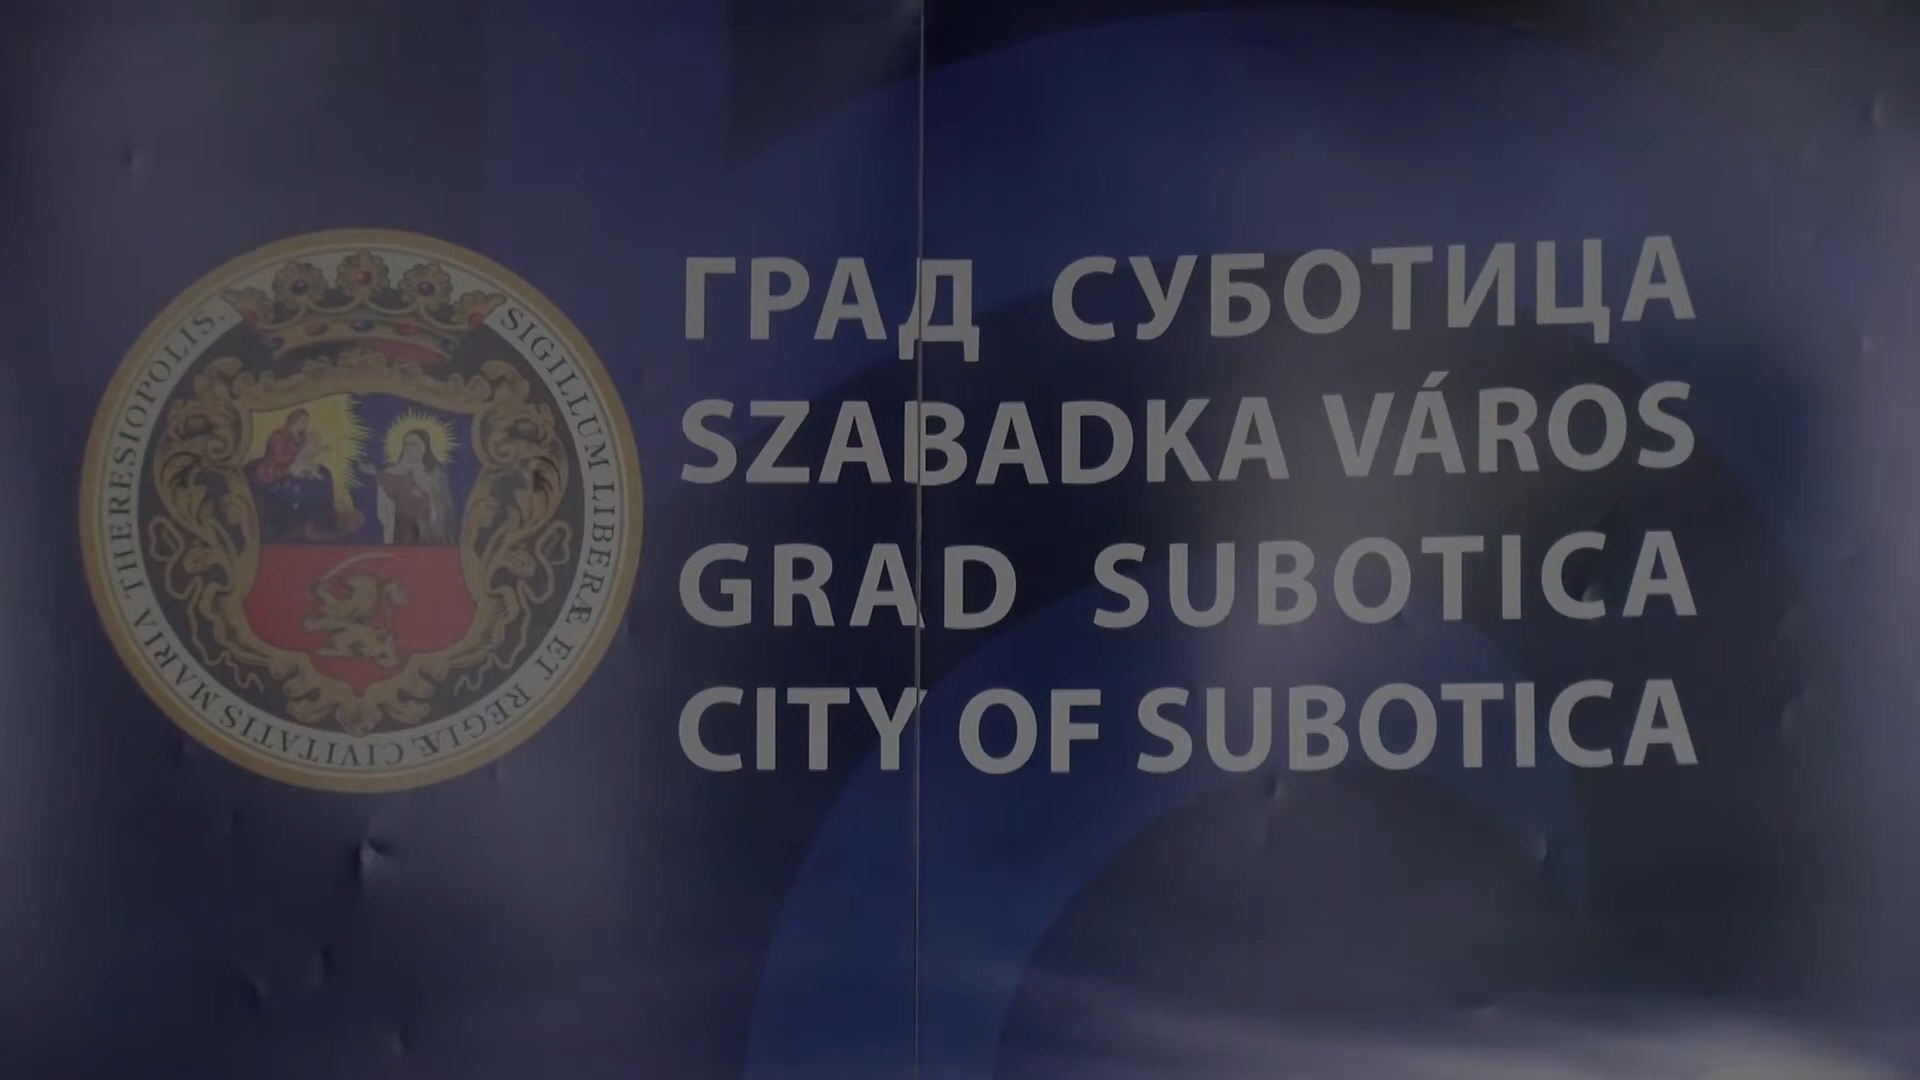 SIGILLUM LIBERÆ ET REGIÆ CIVITATIS MARIA THERESIOPOLIS.
ГРАД СУБОТИЦА
SZABADKA VÁROS
GRAD SUBOTICA
CITY OF SUBOTICA